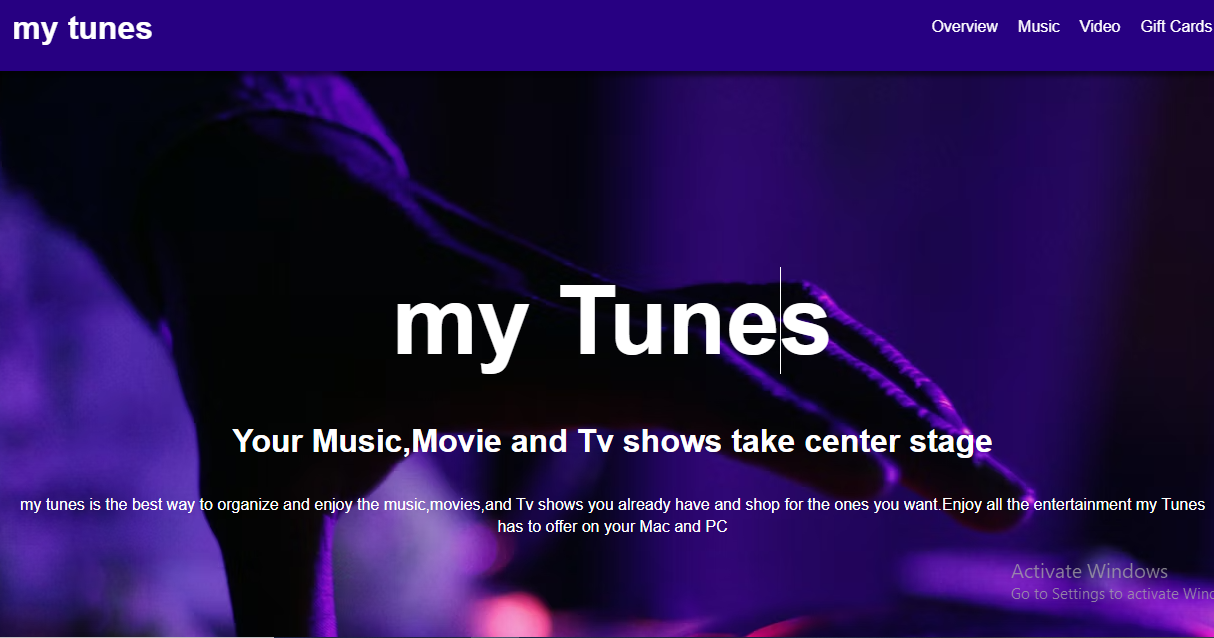 my tunes
Overview Music Video Gift Cards
my Tunes
Your Music,Movie and Tv shows take center stage
my tunes is the best way to organize and enjoy the music,movies,and Tv shows you already have and shop for the ones you want.Enjoy all the entertainment my Tunes
has to offer on your Mac and PC
Activate Windows
Go to Settings to activate Win